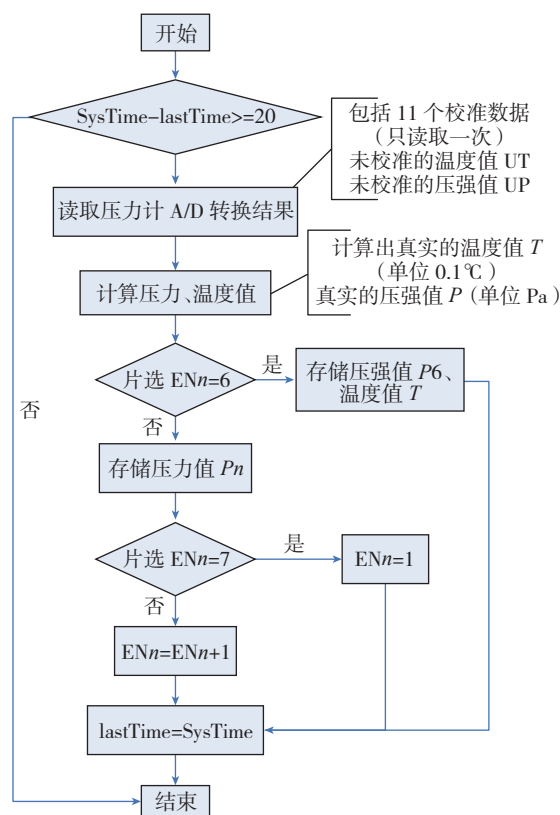 开始
SysTime-lastTime>=20
包括 11 个校准数据
（只读取一次）
未校准的温度值 UT
未校准的压强值 UP
读取压力计 A/D 转换结果
计算出真实的温度值 T
（单位 0.1℃）
真实的压强值 P（单位 Pa）
计算压力、温度值
片选 ENn=6
是
存储压强值 P6、
温度值 T
否
否
存储压力值 Pn
片选 ENn=7
是
ENn=1
否
ENn=ENn+1
lastTime=SysTime
结束